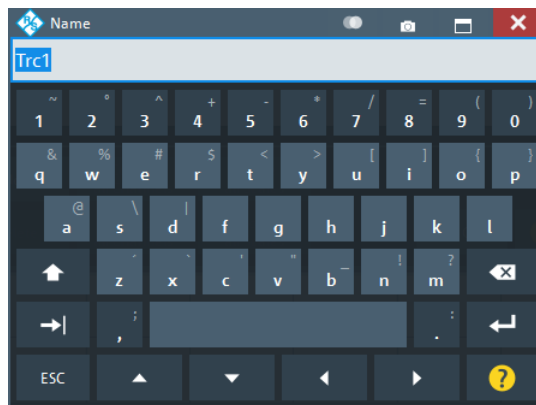 Name
Trc1
~ ° ^ + - * / = ( )
1 2 3 4 5 6 7 8 9 0
& % # $ < > [ ] { }
q w e r t y u i o p
@ \ |
a s d f g h j k l
´ ` ' " _ ! ?
z x c v b n m
; :
, .
ESC ?